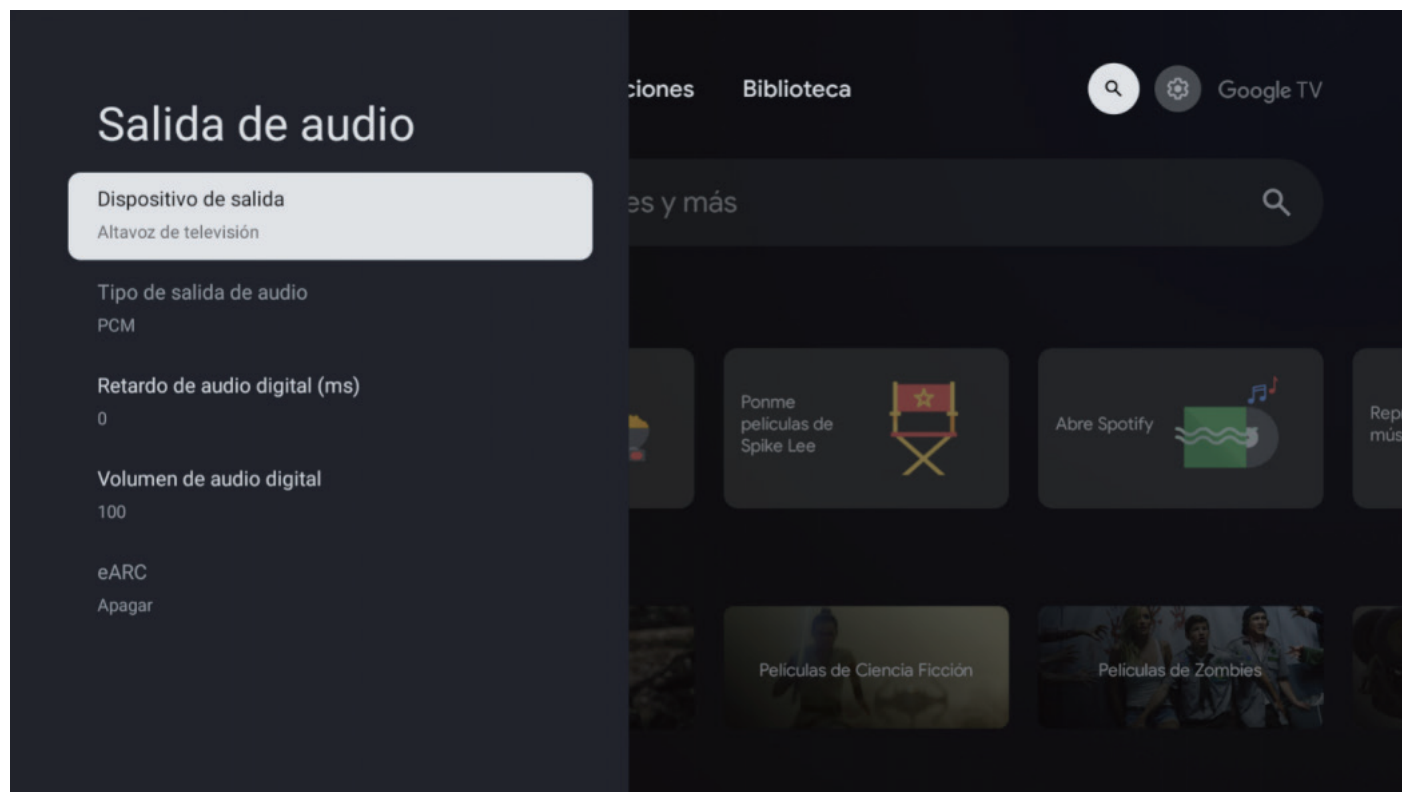 Salida de audio
Dispositivo de salida
Altavoz de televisión
Tipo de salida de audio
PCM
Retardo de audio digital (ms)
0
Volumen de audio digital
100
eARC
Apagar
ciones Biblioteca Google TV
es y más
Ponme
películas de
Spike Lee
Abre Spotify
Rep
mús
Películas de Ciencia Ficción
Películas de Zombies